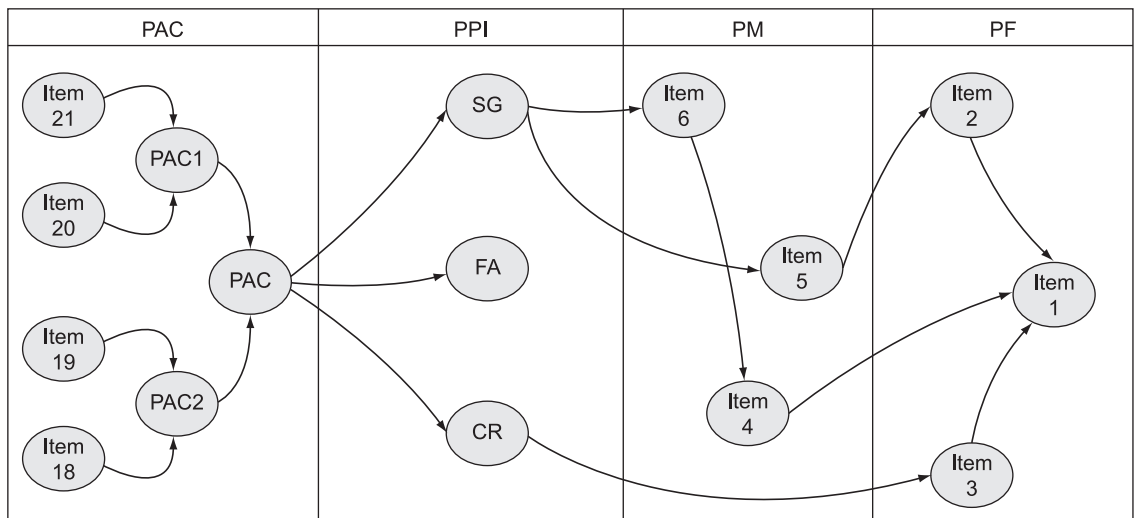 PAC
PPI
PM
PF
Item
21
PAC1
Item
20
PAC
Item
19
PAC2
Item
18
SG
FA
CR
Item
6
Item
5
Item
4
Item
2
Item
1
Item
3